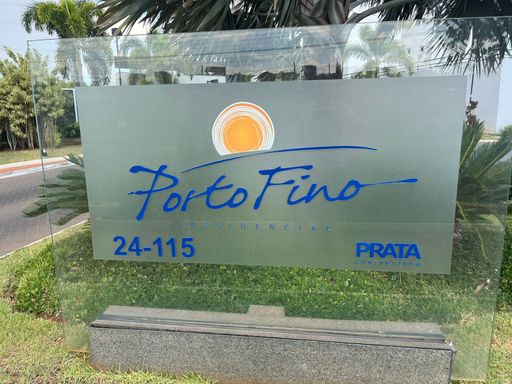 Porto Fino
RESIDENCIAL
24-115
PRATA
CONSTRUTORA